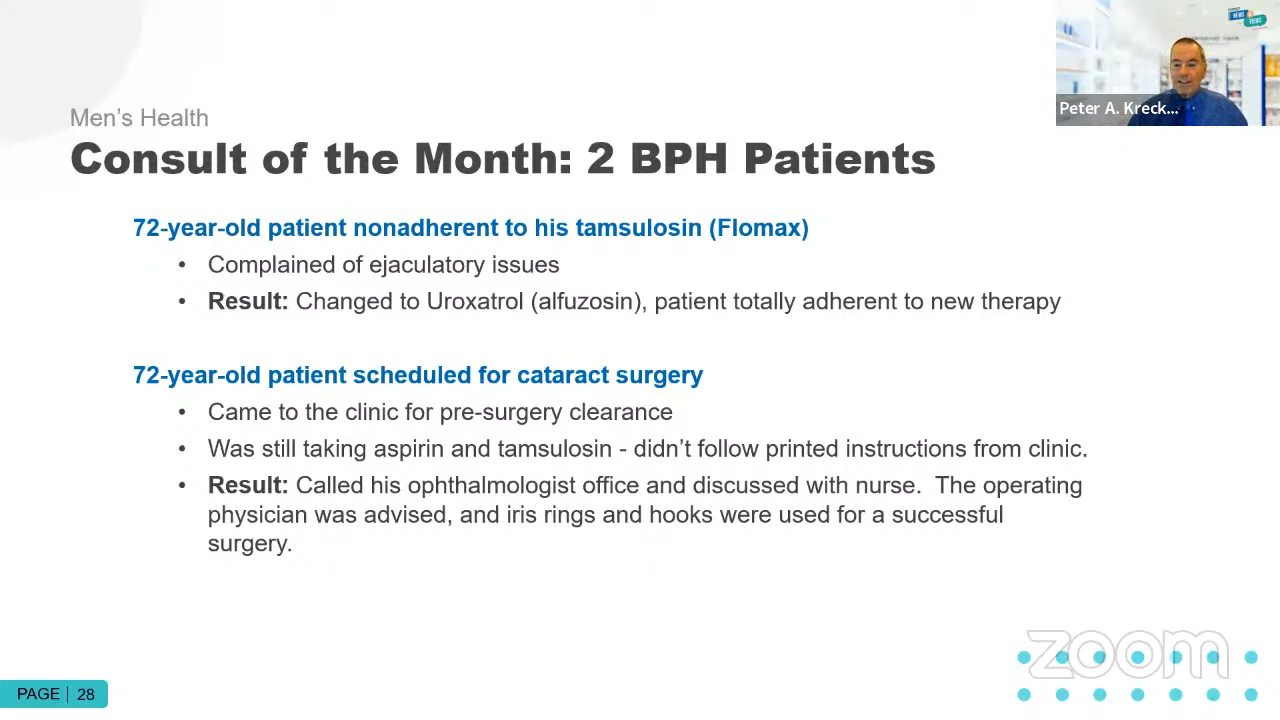 NEWS
VIEWS
Peter A. Kreck...
Men's Health
Consult of the Month: 2 BPH Patients
72-year-old patient nonadherent to his tamsulosin (Flomax)
• Complained of ejaculatory issues
• Result: Changed to Uroxatrol (alfuzosin), patient totally adherent to new therapy
72-year-old patient scheduled for cataract surgery
• Came to the clinic for pre-surgery clearance
• Was still taking aspirin and tamsulosin - didn't follow printed instructions from clinic.
• Result: Called his ophthalmologist office and discussed with nurse.  The operating
physician was advised, and iris rings and hooks were used for a successful
surgery.
zoom
PAGE | 28